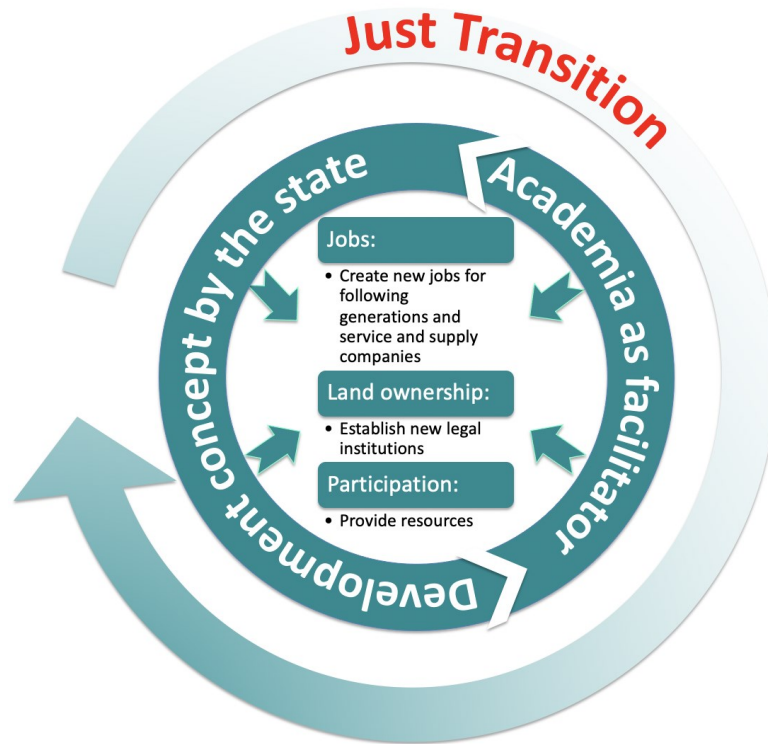 Just Transition
Development concept by the state
Academia as facilitator
Jobs:
• Create new jobs for
following
generations and
service and supply
companies
Land ownership:
• Establish new legal
institutions
Participation:
• Provide resources